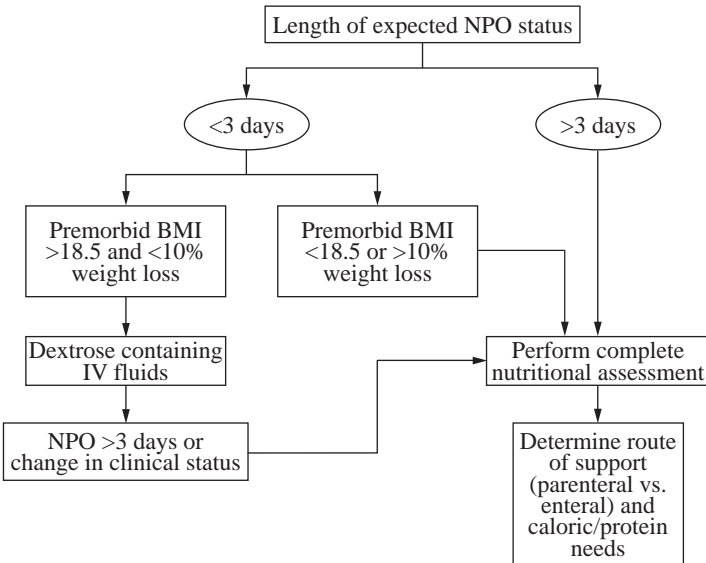 Length of expected NPO status
<3 days
>3 days
Premorbid BMI
>18.5 and <10%
weight loss
Premorbid BMI
<18.5 or >10%
weight loss
Dextrose containing
IV fluids
Perform complete
nutritional assessment
NPO >3 days or
change in clinical status
Determine route
of support
(parenteral vs.
enteral) and
caloric/protein
needs